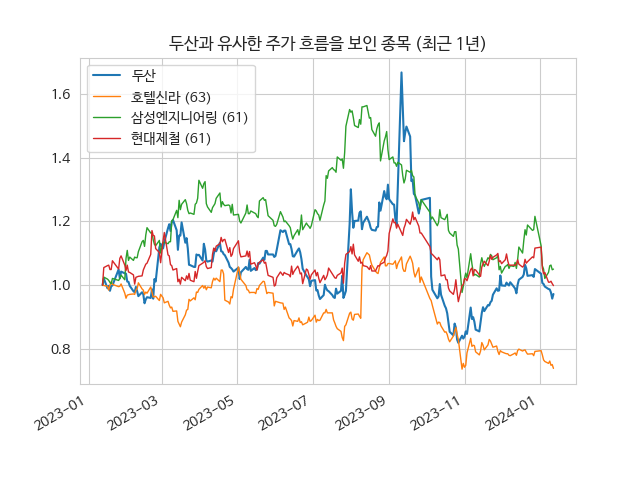 두산과 유사한 주가 흐름을 보인 종목 (최근 1년)
두산
호텔신라 (63)
삼성엔지니어링 (61)
현대제철 (61)
1.6
1.4
1.2
1.0
0.8
2023-01
2023-03
2023-05
2023-07
2023-09
2023-11
2024-01